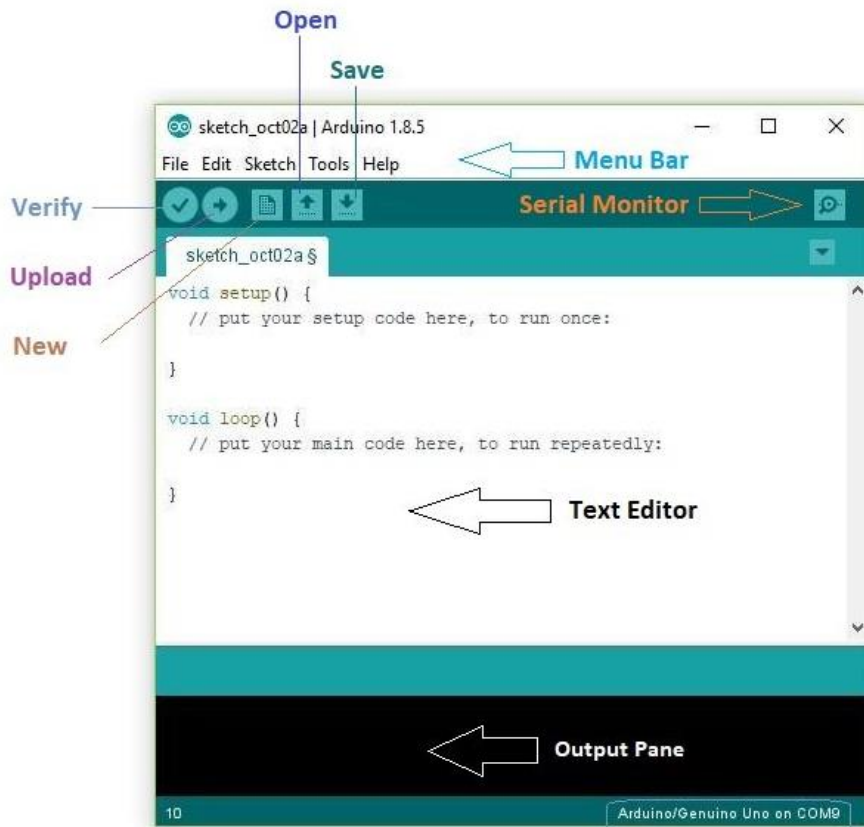 Open
Save
sketch_oct02a | Arduino 1.8.5
File Edit Sketch Tools Help
Menu Bar
Verify
Serial Monitor
sketch_oct02a §
Upload
New
void setup() {
// put your setup code here, to run once:
}
void loop() {
// put your main code here, to run repeatedly:
}
Text Editor
Output Pane
10
Arduino/Genuino Uno on COM9